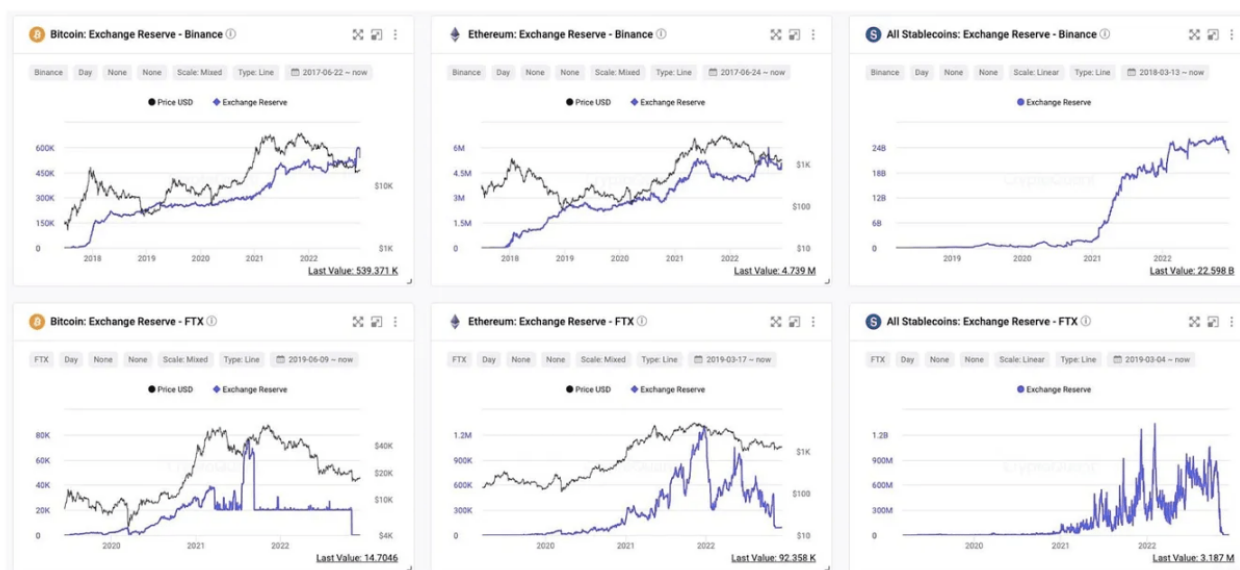 Bitcoin: Exchange Reserve - Binance
Binance Day None None Scale: Mixed Type: Line 2017-06-22 ~ now
Price USD Exchange Reserve
600K
450K
300K $10K
150K
0 $1K
2018 2019 2020 2021 2022
Last Value: 539.371 K
Ethereum: Exchange Reserve - Binance
Binance Day None None Scale: Mixed Type: Line 2017-06-24 ~ now
Price USD Exchange Reserve
6M
4.5M $1K
3M $100
1.5M
0 $10
2018 2019 2020 2021 2022
Last Value: 4.739 M
All Stablecoins: Exchange Reserve - Binance
Binance Day None None Scale: Linear Type: Line 2018-03-13 ~ now
Exchange Reserve
24B
18B
12B
6B
0
2019 2020 2021 2022
Last Value: 22.598 B
Bitcoin: Exchange Reserve - FTX
FTX Day None None Scale: Mixed Type: Line 2019-06-09 ~ now
Price USD Exchange Reserve
80K $40K
60K $20K
40K $10K
20K
0 $4K
2020 2021 2022
Last Value: 14.7046
Ethereum: Exchange Reserve - FTX
FTX Day None None Scale: Mixed Type: Line 2019-03-17 ~ now
Price USD Exchange Reserve
1.2M
900K $1K
600K $100
300K
0 $10
2020 2021 2022
Last Value: 92.358 K
All Stablecoins: Exchange Reserve - FTX
FTX Day None None Scale: Linear Type: Line 2019-03-04 ~ now
Exchange Reserve
1.2B
900M
600M
300M
0
2020 2021 2022
Last Value: 3.187 M